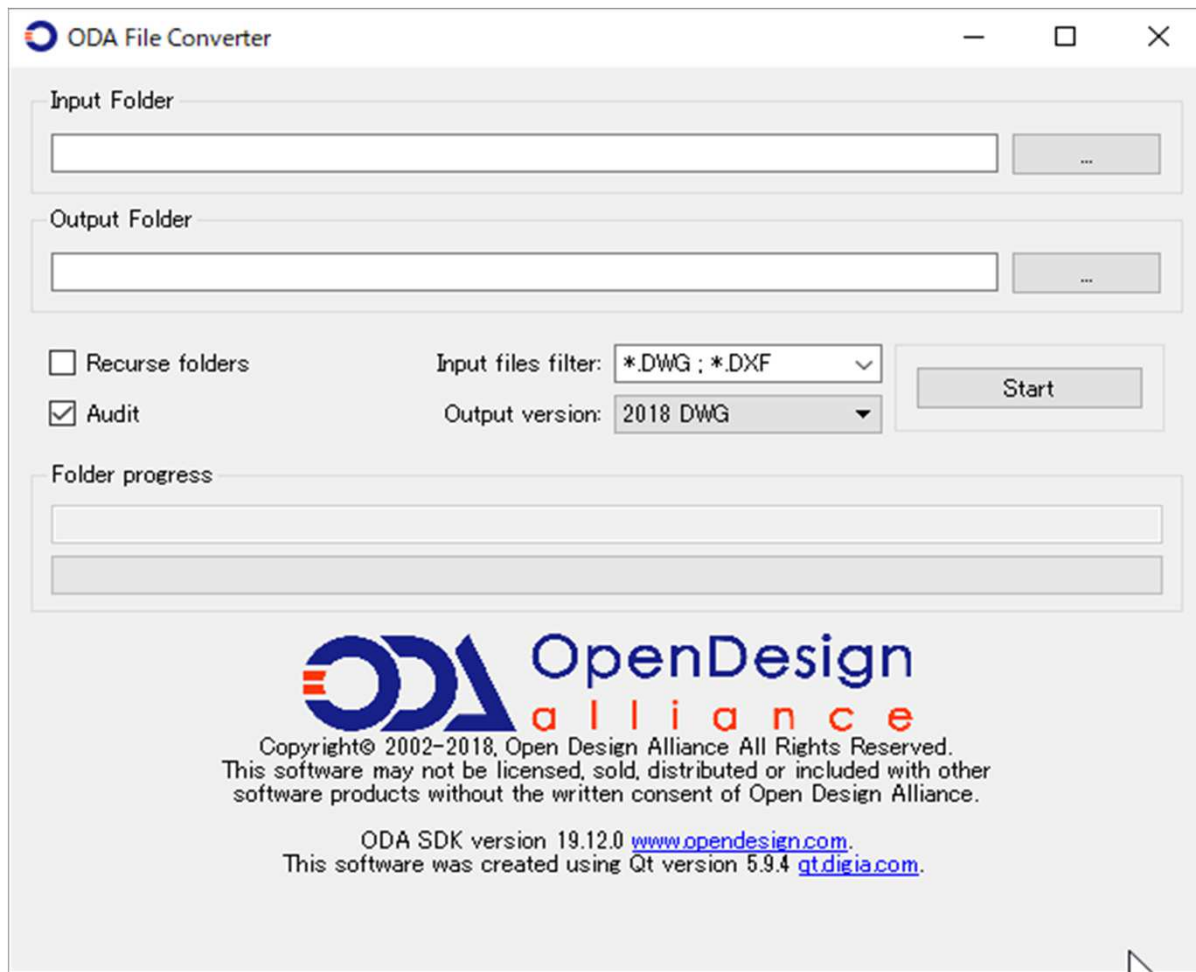 ODA File Converter
Input Folder
...
Output Folder
...
Recurse folders
Input files filter: *.DWG ; *.DXF
Start
Audit
Output version: 2018 DWG
Folder progress
ODA OpenDesign
alliance
Copyright© 2002-2018, Open Design Alliance All Rights Reserved.
This software may not be licensed, sold, distributed or included with other
software products without the written consent of Open Design Alliance.
ODA SDK version 19.12.0 www.opendesign.com.
This software was created using Qt version 5.9.4 qt.digia.com.